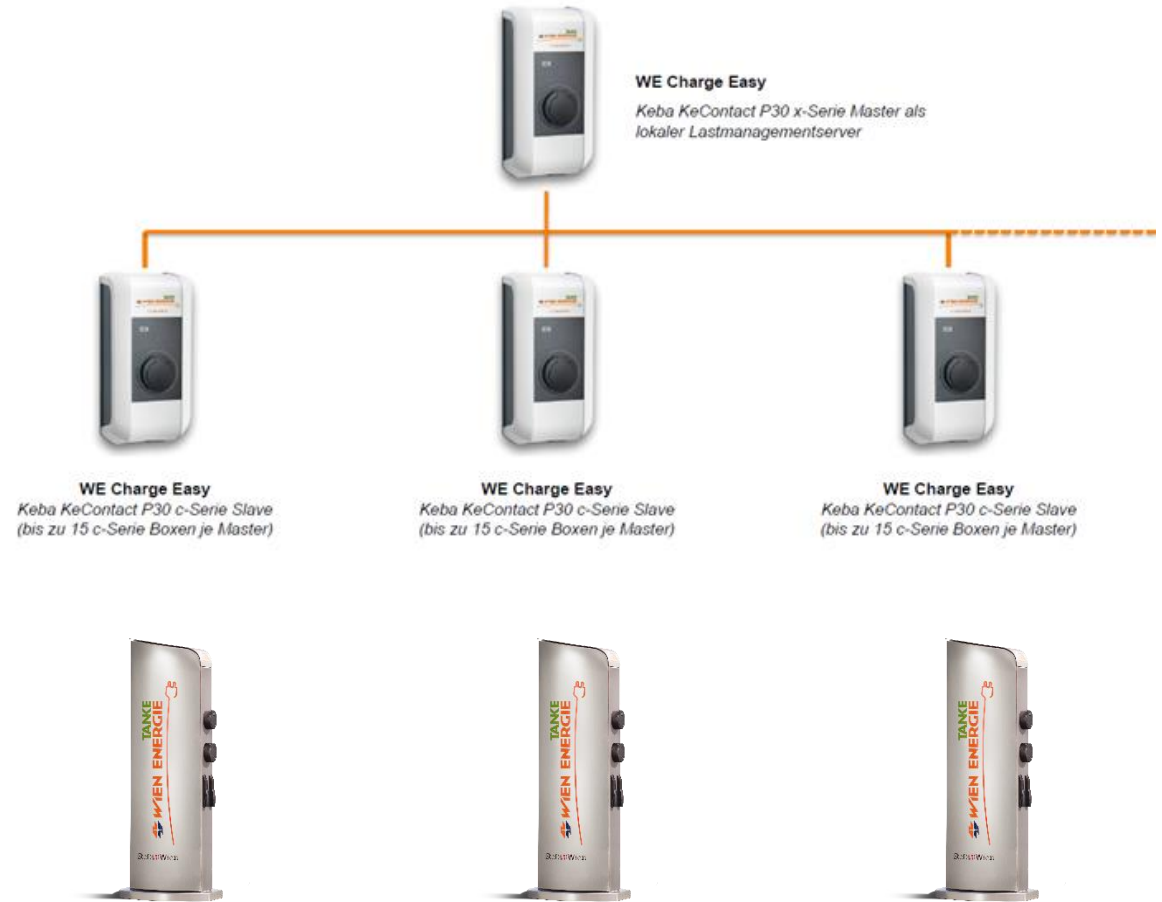 WE Charge Easy
Keba KeContact P30 x-Serie Master als
lokaler Lastmanagementserver
WE Charge Easy
Keba KeContact P30 c-Serie Slave
(bis zu 15 c-Serie Boxen je Master)
WE Charge Easy
Keba KeContact P30 c-Serie Slave
(bis zu 15 c-Serie Boxen je Master)
WE Charge Easy
Keba KeContact P30 c-Serie Slave
(bis zu 15 c-Serie Boxen je Master)
TANKE
WIEN ENERGIE
TANKE
WIEN ENERGIE
TANKE
WIEN ENERGIE